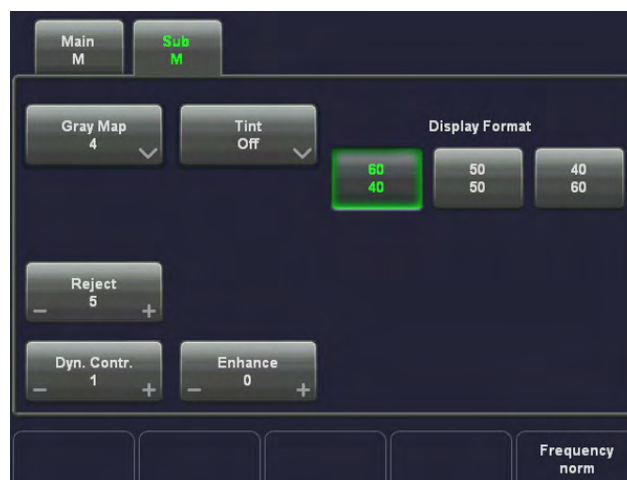 Main
M
Sub
M
Gray Map
4
Tint
Off
Display Format
60
40
50
50
40
60
Reject
5
− +
Dyn. Contr.
1
− +
Enhance
0
− +
Frequency
norm